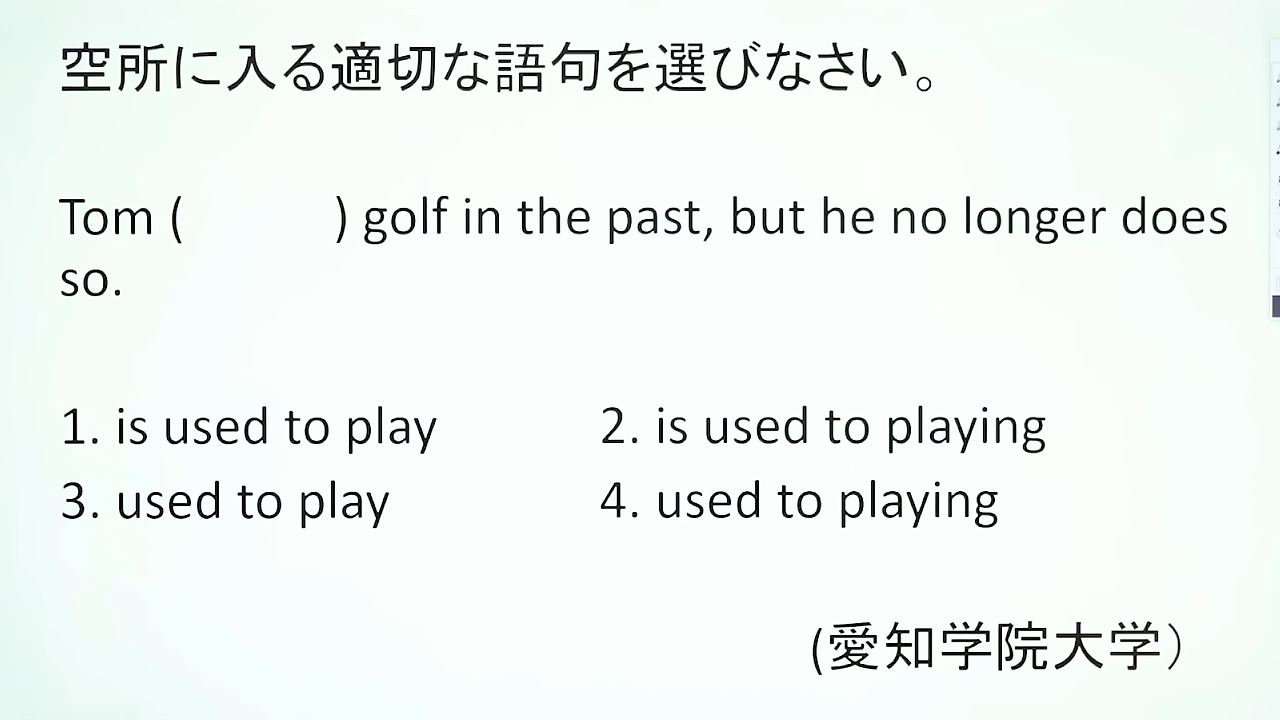 空所に入る適切な語句を選びなさい。
Tom (　　　) golf in the past, but he no longer does
so.
1. is used to play　　2. is used to playing
3. used to play　　4. used to playing
(愛知学院大学）